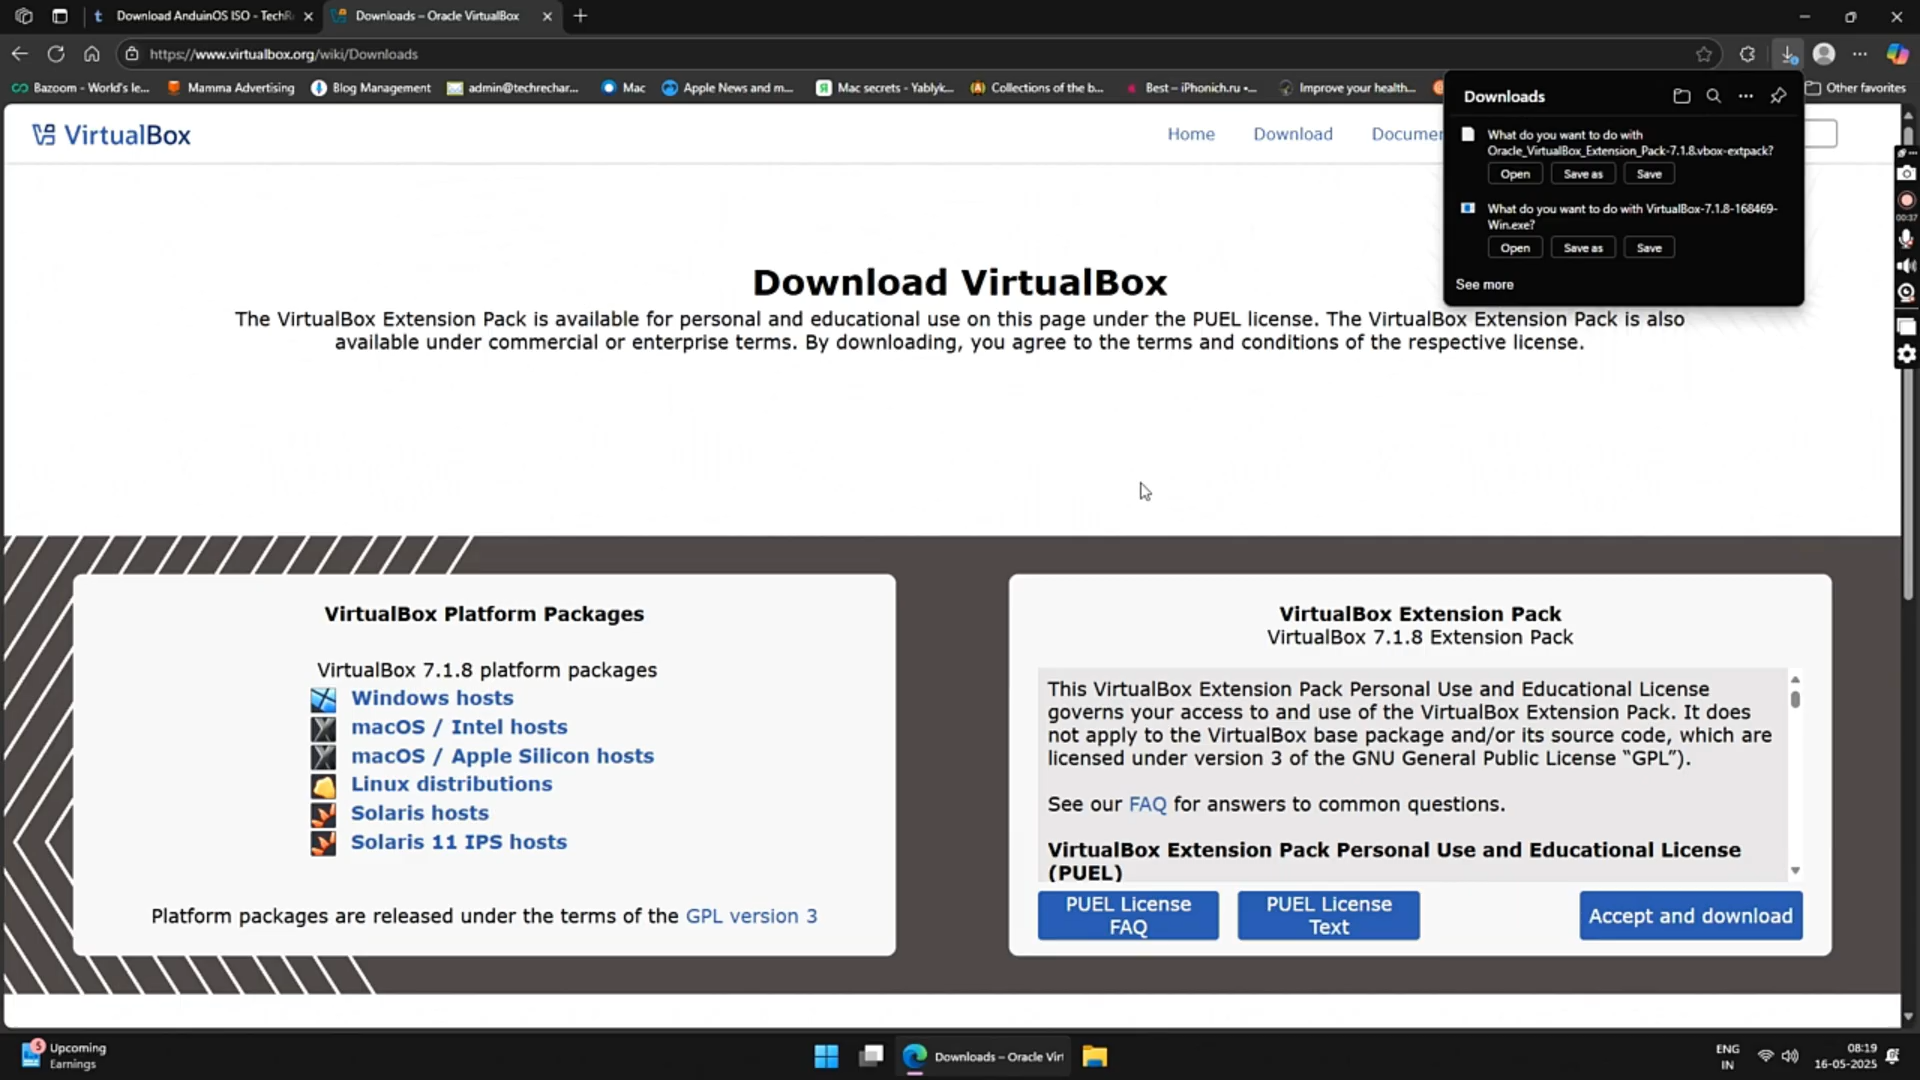 Download AnduinOS ISO - TechRe
Downloads – Oracle VirtualBox
https://www.virtualbox.org/wiki/Downloads
Bazoom - World's le...
Mamma Advertising
Blog Management
admin@techrechar...
Mac
Apple News and m...
Mac secrets - Yablyk...
Collections of the b...
Best – iPhonich.ru •...
Improve your health...
Other favorites
VirtualBox
Home
Download
Documen
Downloads
What do you want to do with
Oracle_VirtualBox_Extension_Pack-7.1.8.vbox-extpack?
Open
Save as
Save
What do you want to do with VirtualBox-7.1.8-168469-
Win.exe?
Open
Save as
Save
See more
00:37
Download VirtualBox
The VirtualBox Extension Pack is available for personal and educational use on this page under the PUEL license. The VirtualBox Extension Pack is also
available under commercial or enterprise terms. By downloading, you agree to the terms and conditions of the respective license.
VirtualBox Platform Packages
VirtualBox 7.1.8 platform packages
Windows hosts
macOS / Intel hosts
macOS / Apple Silicon hosts
Linux distributions
Solaris hosts
Solaris 11 IPS hosts
Platform packages are released under the terms of the GPL version 3
VirtualBox Extension Pack
VirtualBox 7.1.8 Extension Pack
This VirtualBox Extension Pack Personal Use and Educational License
governs your access to and use of the VirtualBox Extension Pack. It does
not apply to the VirtualBox base package and/or its source code, which are
licensed under version 3 of the GNU General Public License “GPL”).
See our FAQ for answers to common questions.
VirtualBox Extension Pack Personal Use and Educational License
(PUEL)
PUEL License
FAQ
PUEL License
Text
Accept and download
5
Upcoming
Earnings
Downloads – Oracle Virt
ENG
IN
08:19
16-05-2025